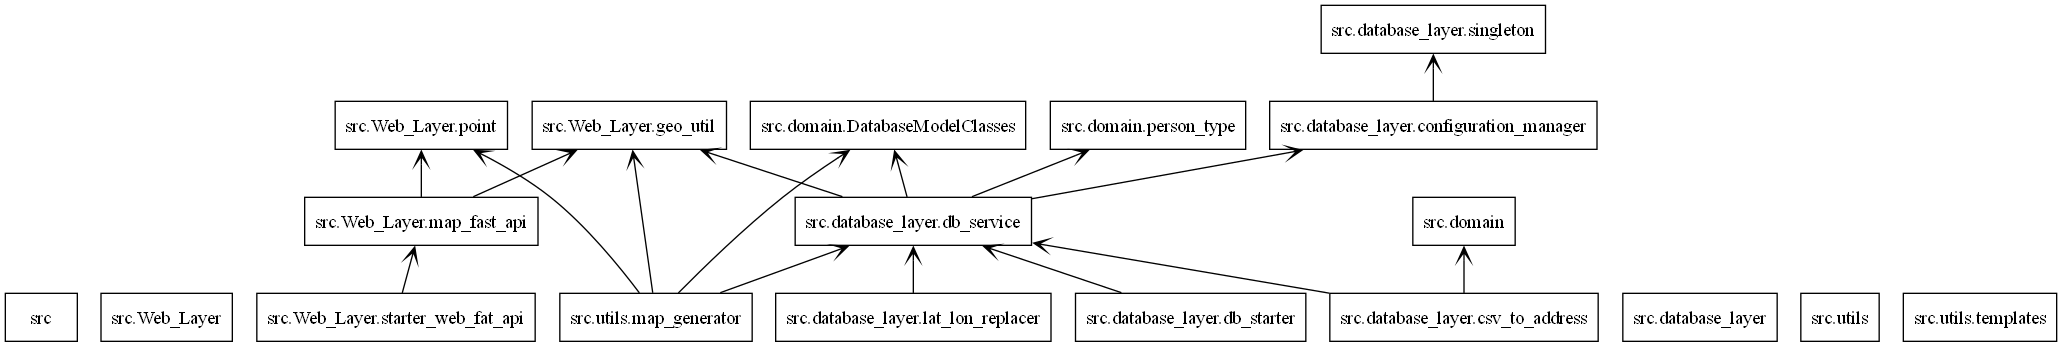 src.database_layer.singleton
src.Web_Layer.point
src.Web_Layer.geo_util
src.domain.DatabaseModelClasses
src.domain.person_type
src.database_layer.configuration_manager
src.Web_Layer.map_fast_api
src.database_layer.db_service
src.domain
src
src.Web_Layer
src.Web_Layer.starter_web_fat_api
src.utils.map_generator
src.database_layer.lat_lon_replacer
src.database_layer.db_starter
src.database_layer.csv_to_address
src.database_layer
src.utils
src.utils.templates